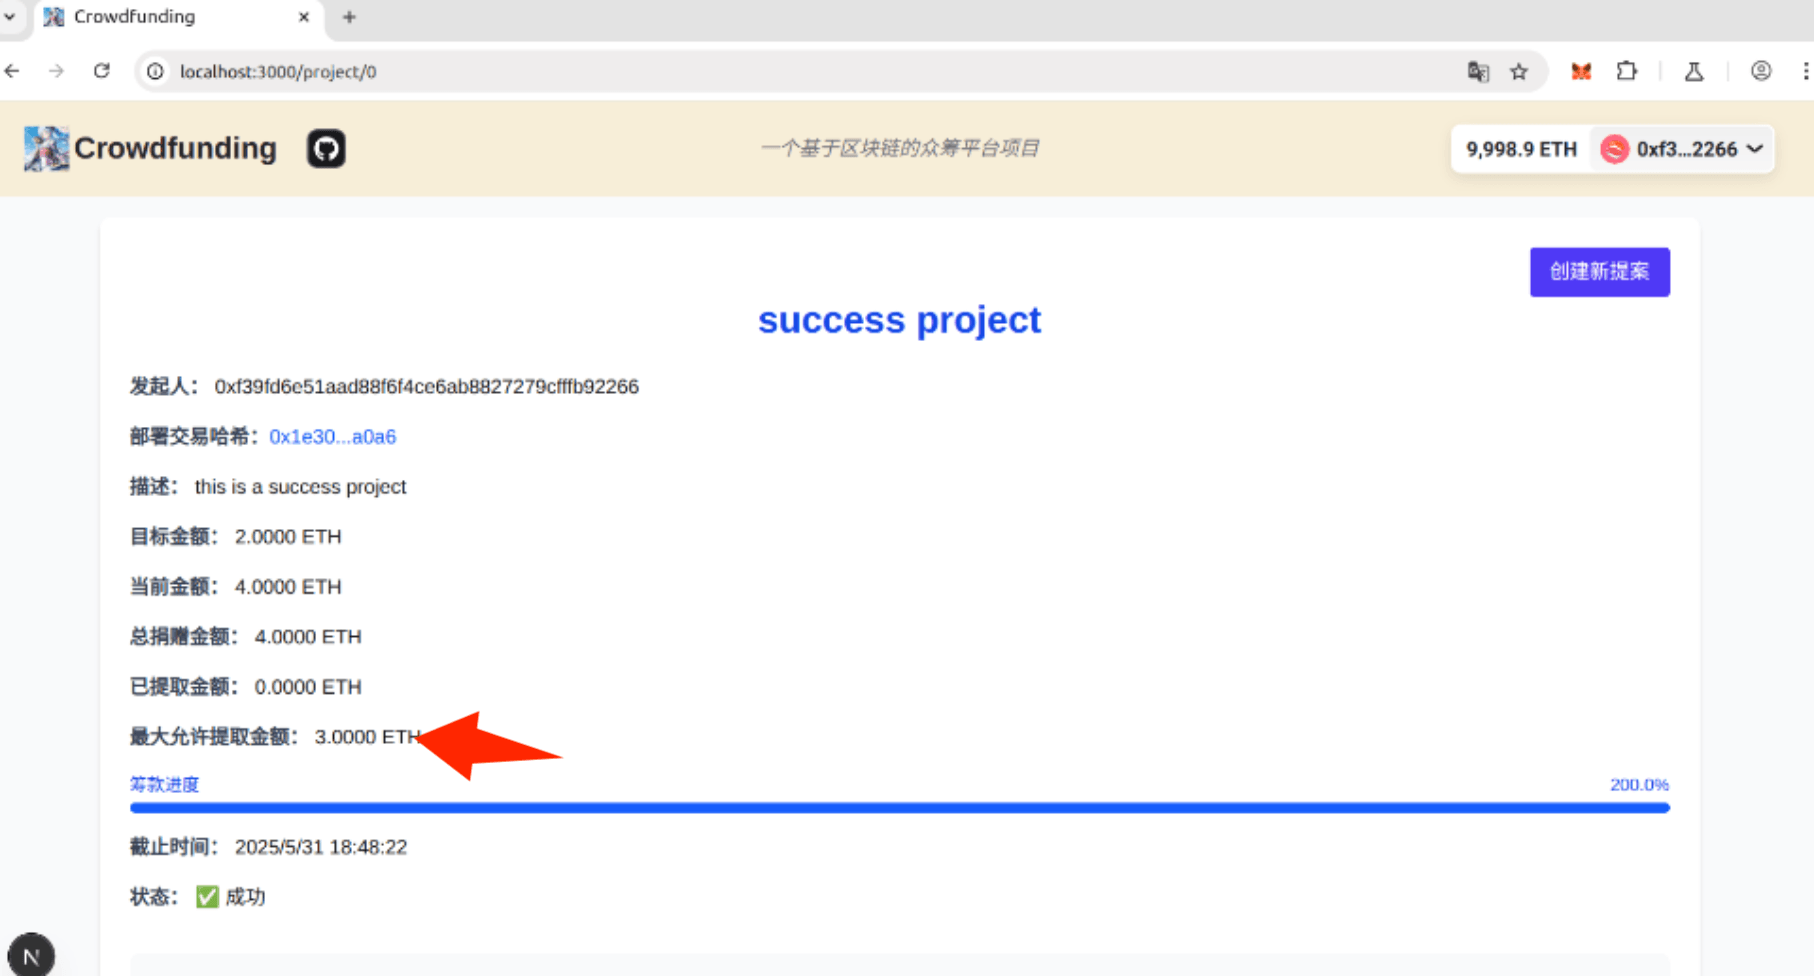 Crowdfunding
localhost:3000/project/0
Crowdfunding
一个基于区块链的众筹平台项目
9,998.9 ETH
0xf3...2266
创建新提案
success project
发起人： 0xf39fd6e51aad88f6f4ce6ab8827279cfffb92266
部署交易哈希：0x1e30...a0a6
描述： this is a success project
目标金额： 2.0000 ETH
当前金额： 4.0000 ETH
总捐赠金额： 4.0000 ETH
已提取金额： 0.0000 ETH
最大允许提取金额： 3.0000 ETH
筹款进度
200.0%
截止时间： 2025/5/31 18:48:22
状态： ✅ 成功
N